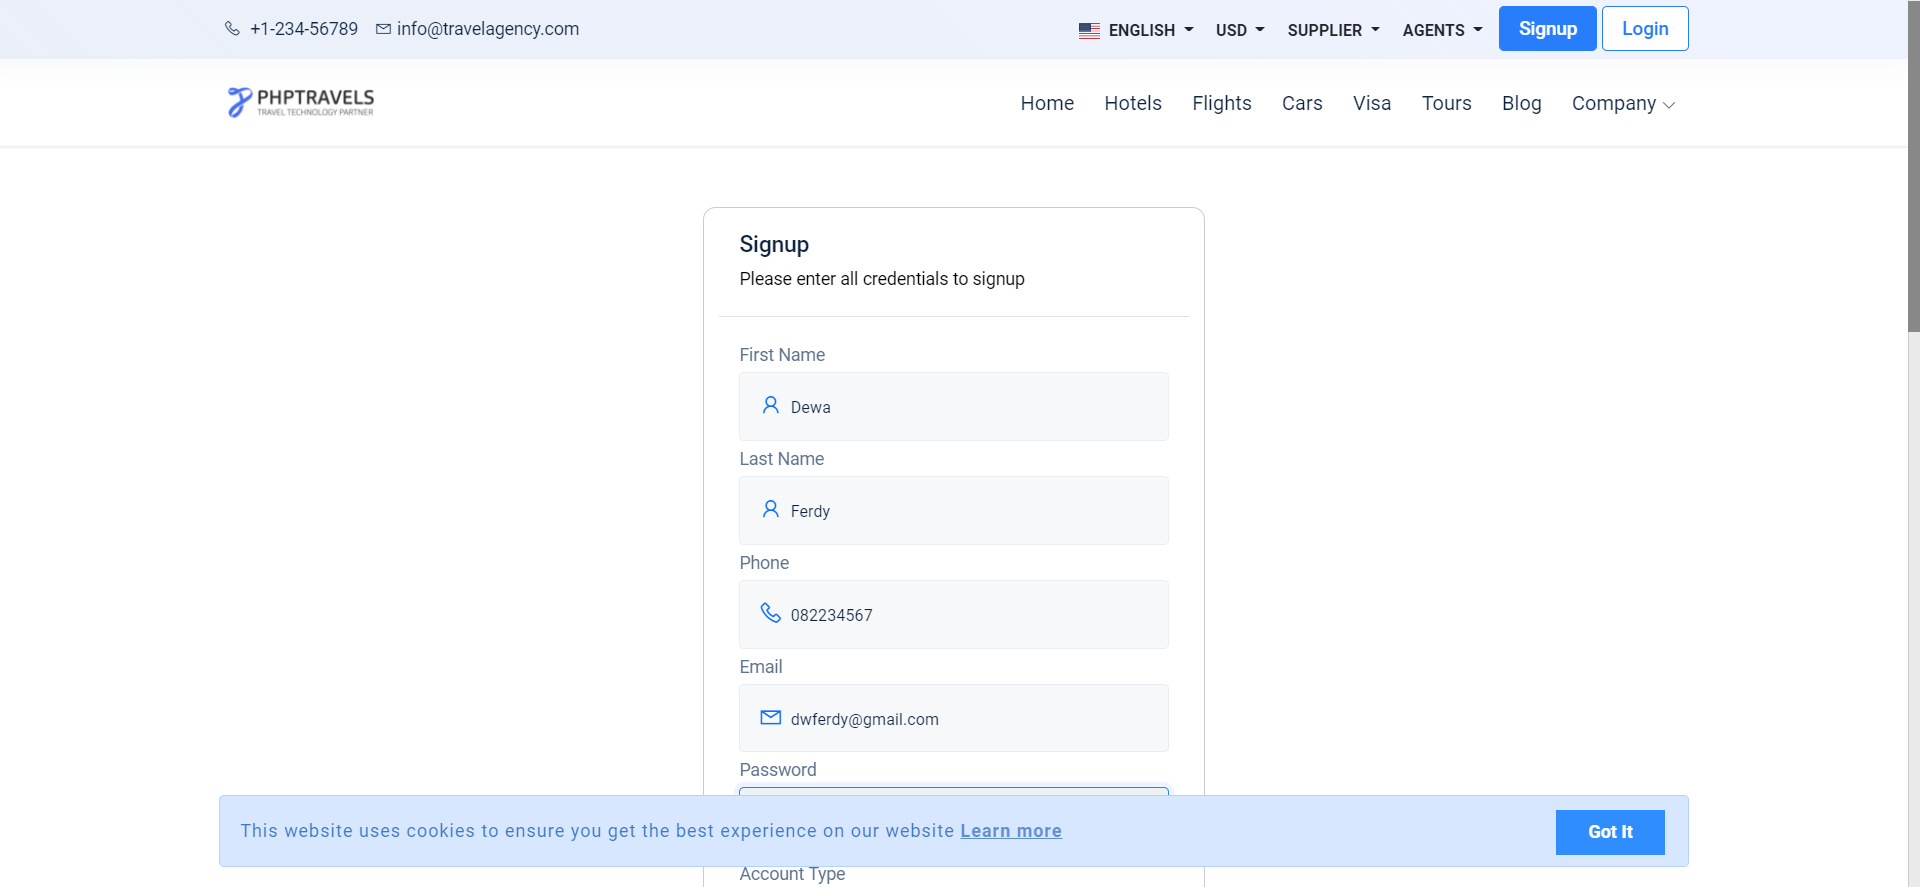 +1-234-56789 info@travelagency.com ENGLISH USD SUPPLIER AGENTS Signup Login
PHPTRAVELS
TRAVEL TECHNOLOGY PARTNER
Home Hotels Flights Cars Visa Tours Blog Company
Signup
Please enter all credentials to signup
First Name
Dewa
Last Name
Ferdy
Phone
082234567
Email
dwferdy@gmail.com
Password
This website uses cookies to ensure you get the best experience on our website Learn more Got It
Account Type